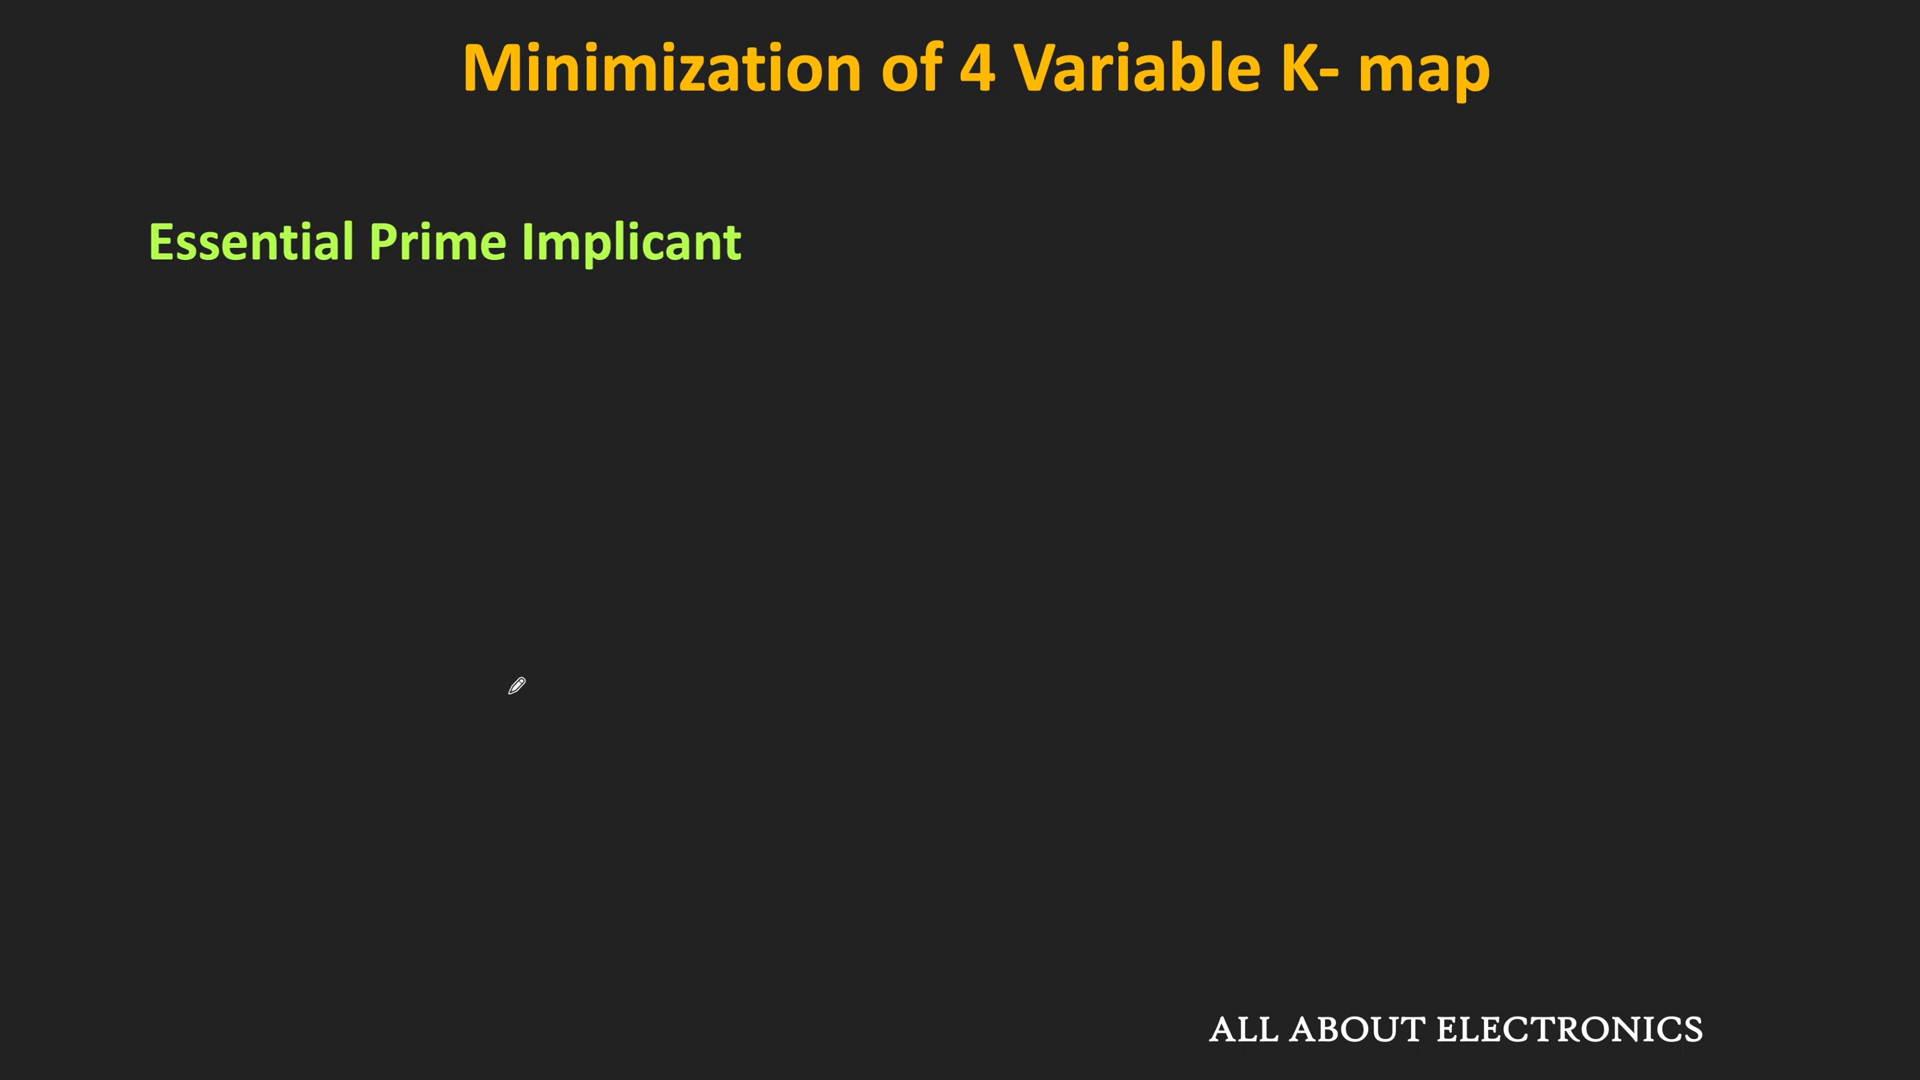 Minimization of 4 Variable K- map
Essential Prime Implicant
ALL ABOUT ELECTRONICS